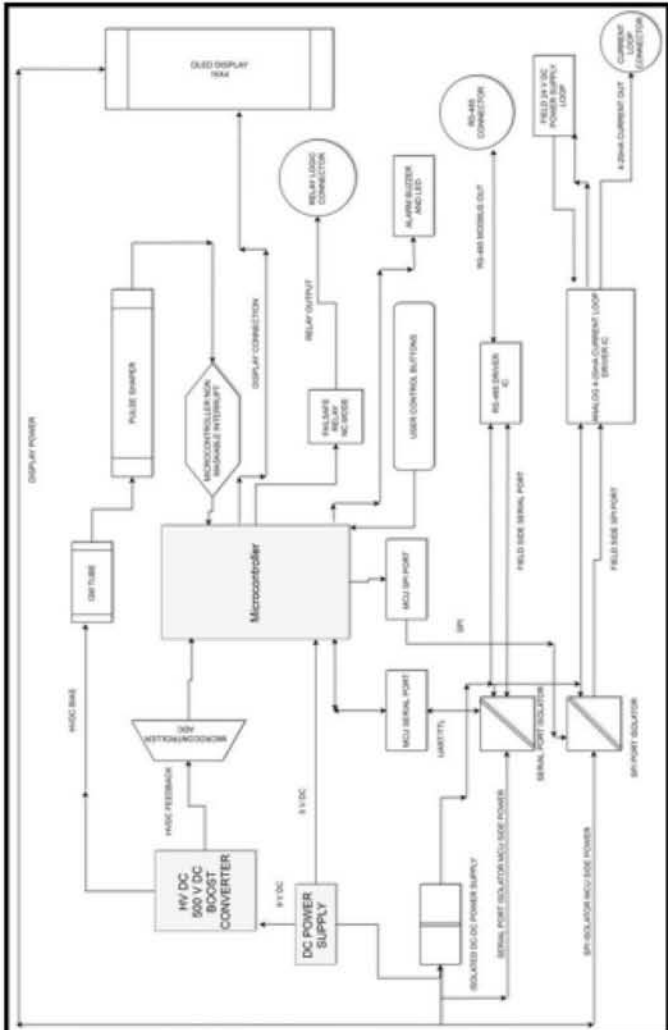 DISPLAY POWER
OLED DISPLAY
16X4
PULSE SHAPER
GM TUBE
HVDC BIAS
MICROCONTROLLER NON
MASKABLE INTERRUPT
DISPLAY CONNECTION
RELAY LOGIC
CONNECTOR
RELAY OUTPUT
FAILSAFE
RELAY
NC MODE
MICROCONTROLLER
ADC
HVDC FEEDBACK
HV DC
500 V DC
BOOST
CONVERTER
Microcontroller
ALARM BUZZER
AND LED
USER CONTROL BUTTONS
V DC
5 V DC
DC POWER
SUPPLY
MCU SPI PORT
SPI
MCU SERIAL PORT
UART/TTL
RS-485
CONNECTOR
RS-485 MODBUS OUT
RS-485 DRIVER
IC
FIELD SIDE SERIAL PORT
SERIAL PORT ISOLATOR
ISOLATED DC-DC POWER SUPPLY
SERIAL PORT ISOLATOR MCU SIDE POWER
FIELD 24 V DC
POWER SUPPLY
LOOP
CURRENT
LOOP
CONNECTOR
4-20mA CURRENT OUT
ANALOG 4-20mA CURRENT LOOP
DRIVER IC
FIELD SIDE SPI PORT
SPI PORT ISOLATOR
SPI ISOLATOR MCU SIDE POWER